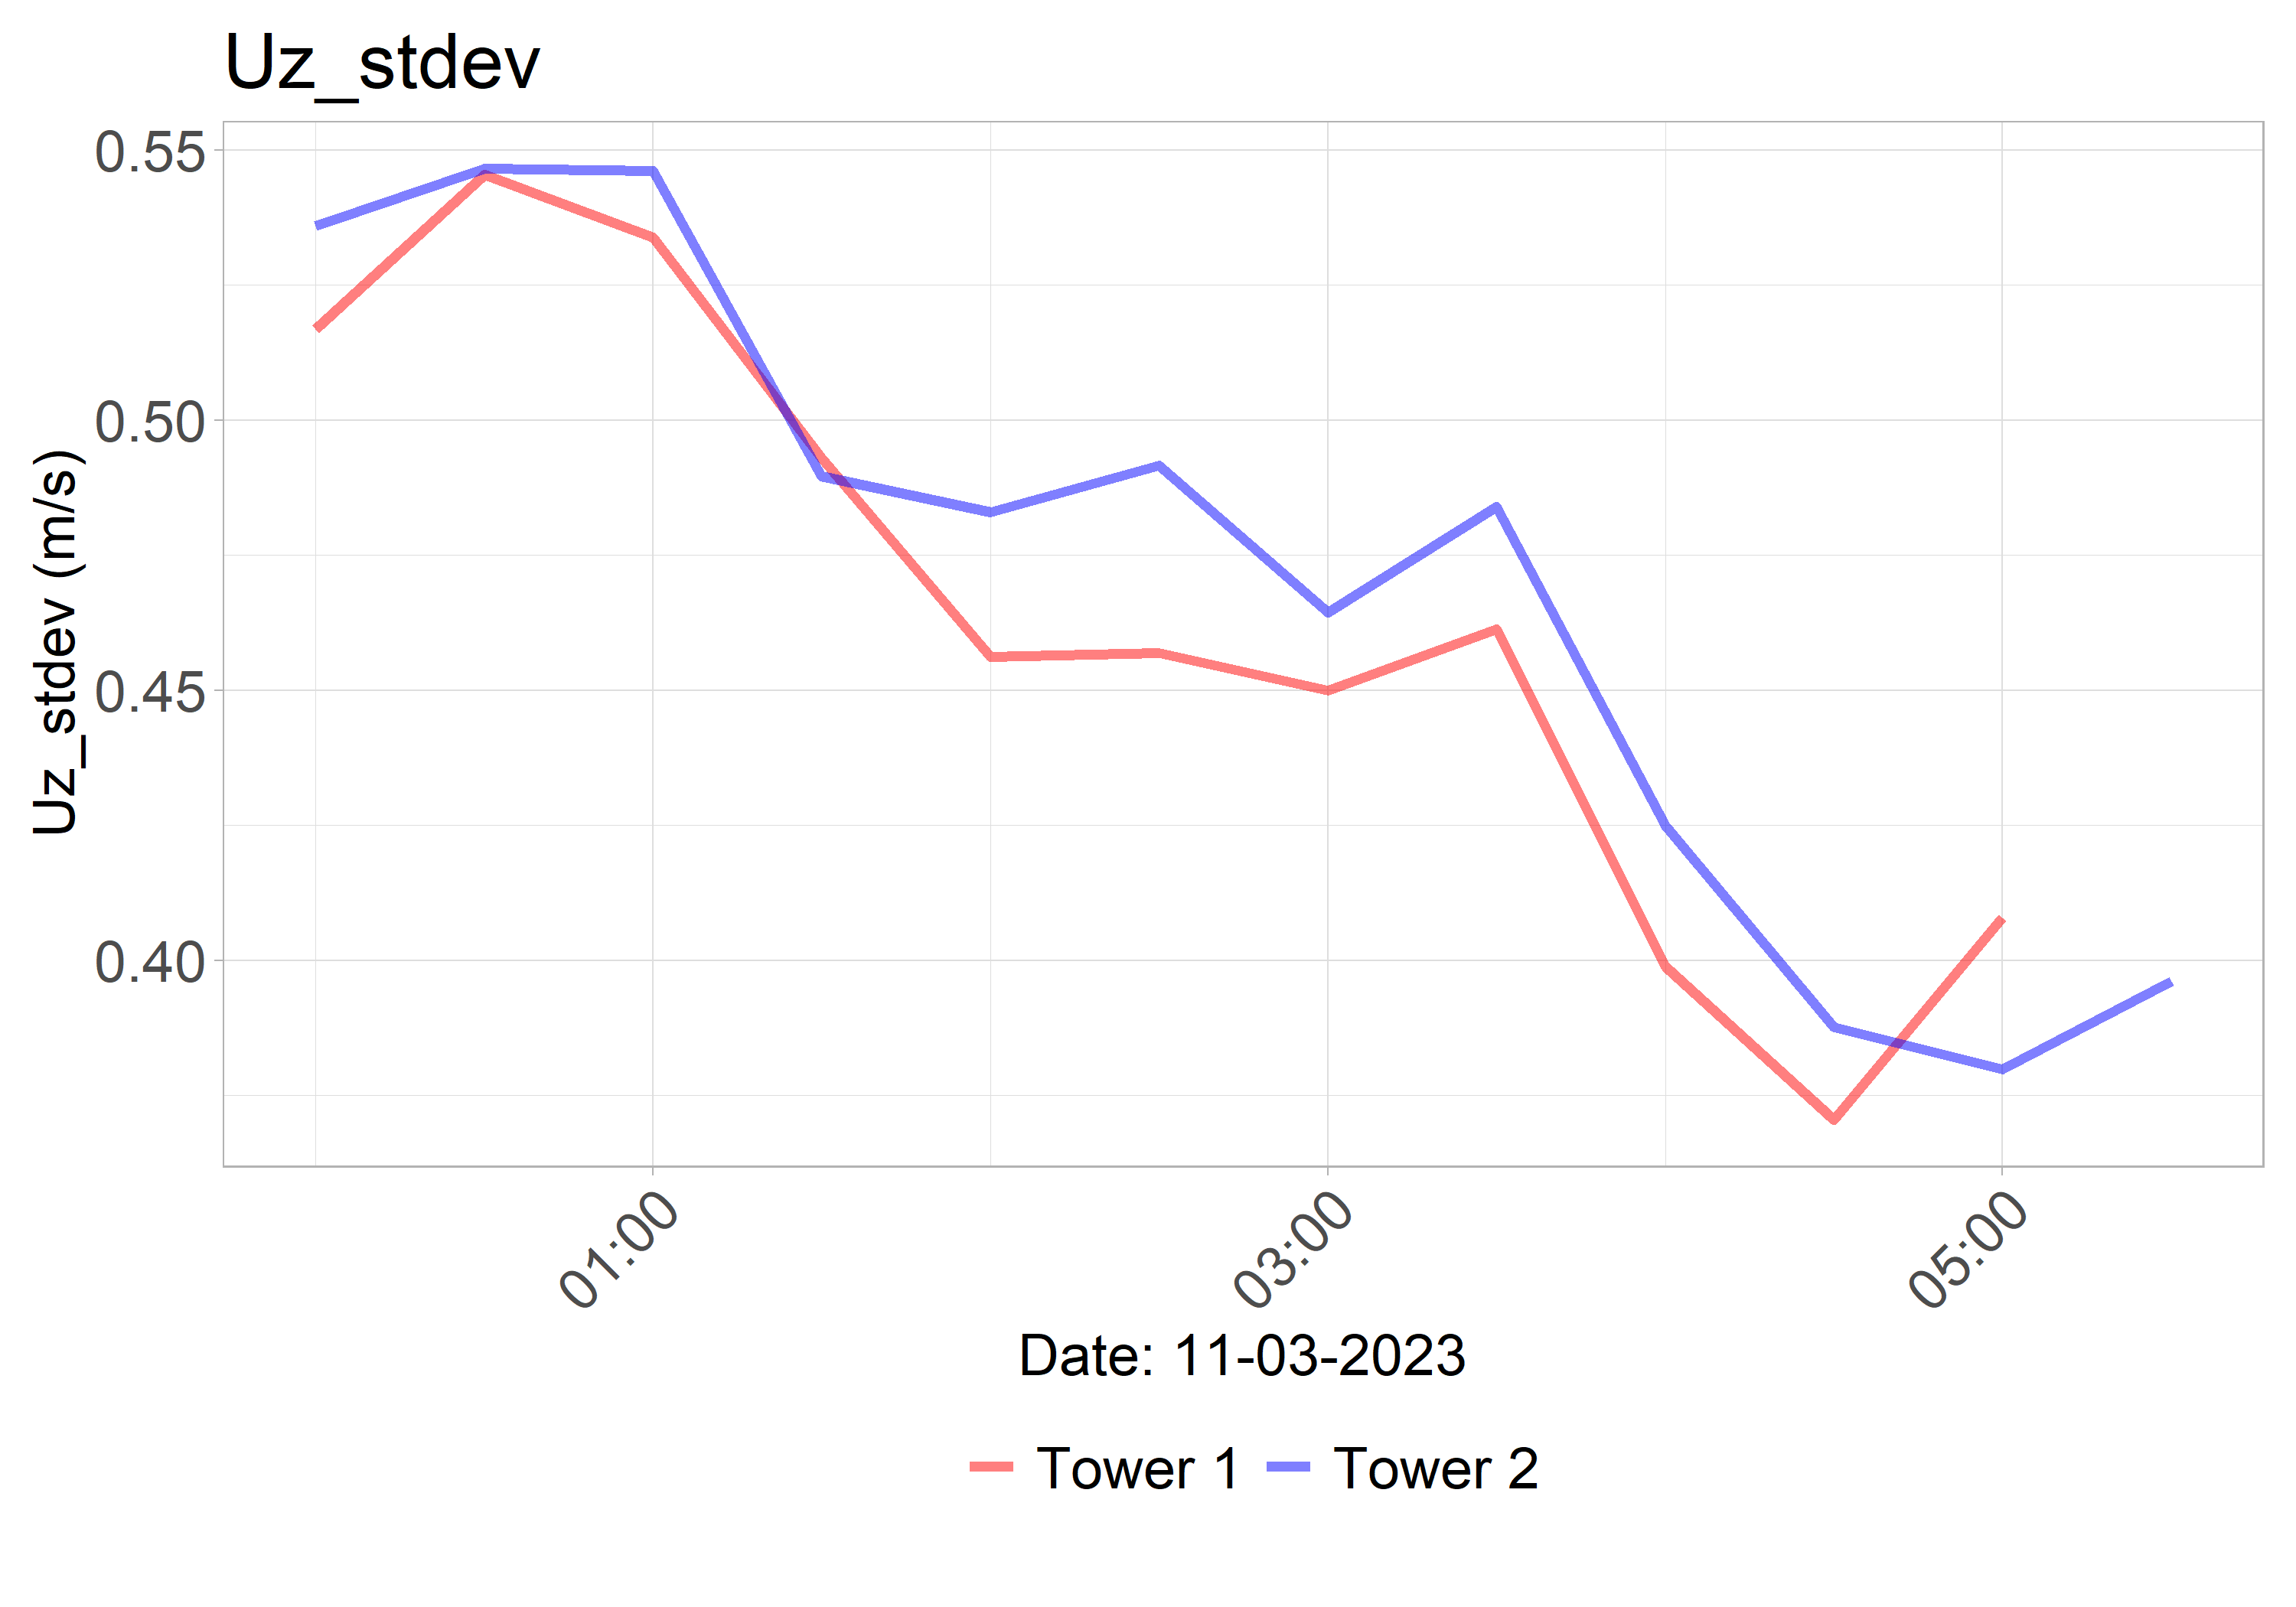 Uz_stdev
Uz_stdev (m/s)
0.55
0.50
0.45
0.40
01:00
03:00
05:00
Date: 11-03-2023
Tower 1
Tower 2